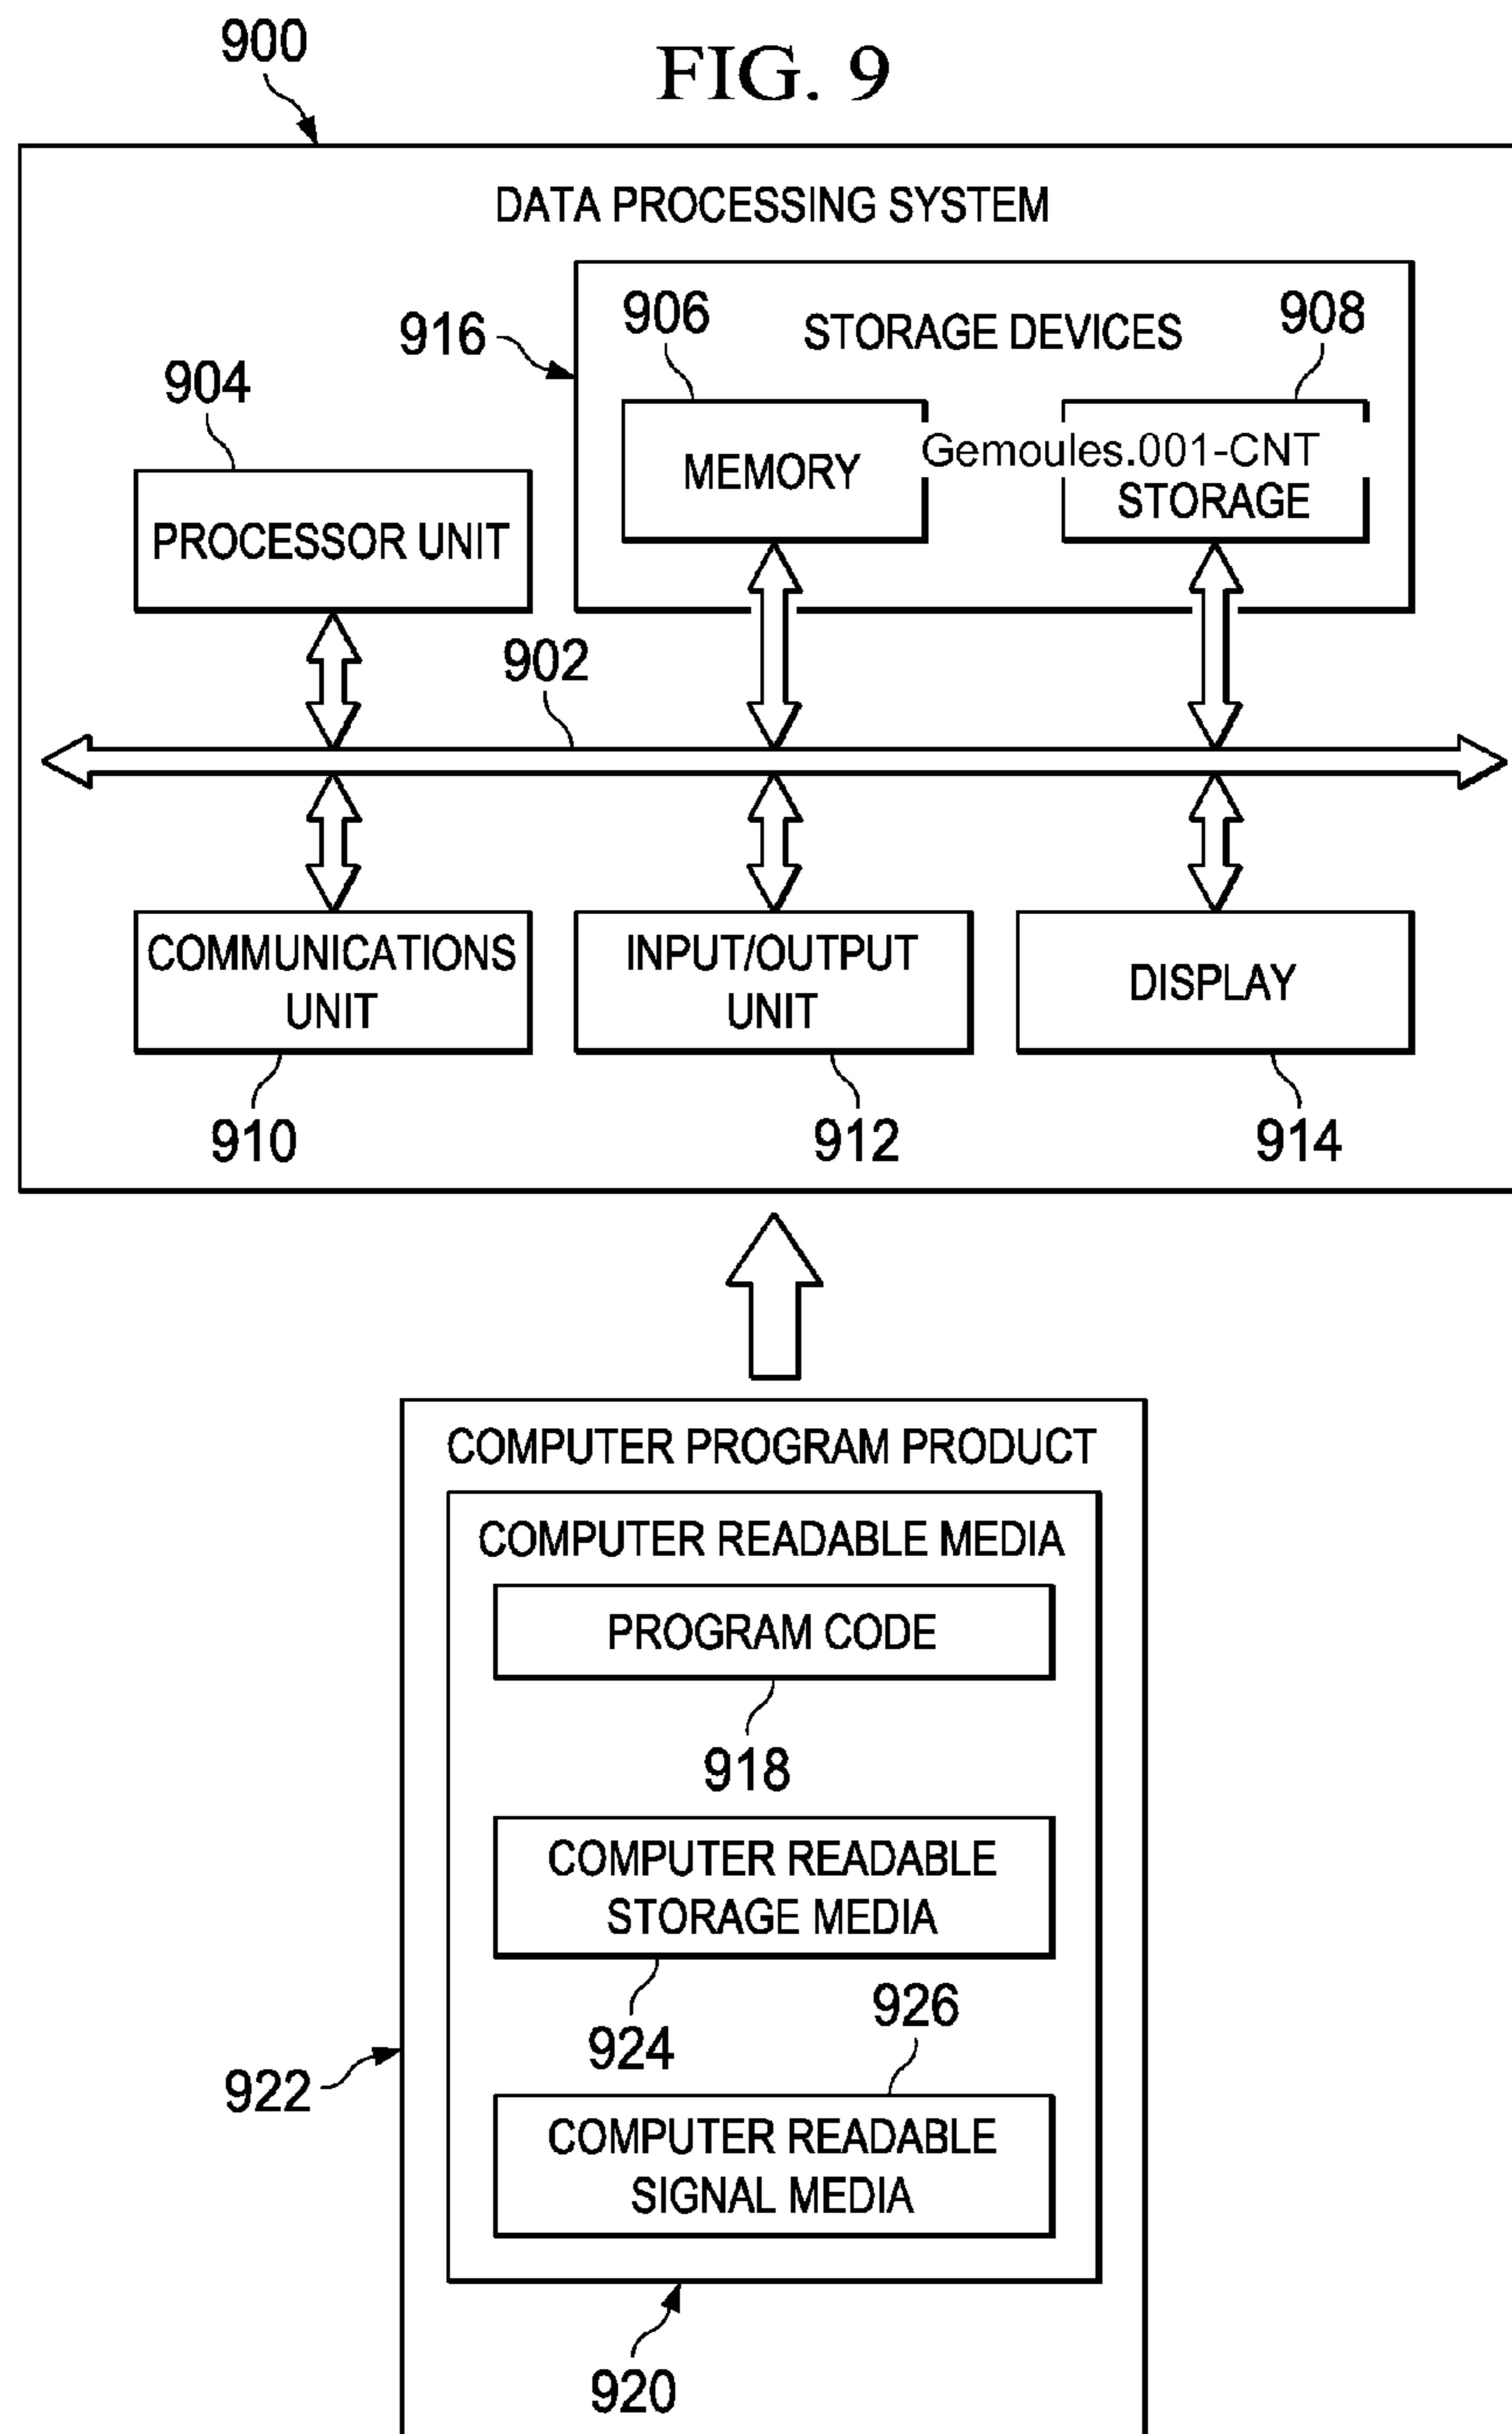 900
FIG. 9
DATA PROCESSING SYSTEM
916
906
STORAGE DEVICES
908
904
MEMORY
Gemoules.001-CNT
STORAGE
PROCESSOR UNIT
902
COMMUNICATIONS
UNIT
INPUT/OUTPUT
UNIT
DISPLAY
910
912
914
COMPUTER PROGRAM PRODUCT
COMPUTER READABLE MEDIA
PROGRAM CODE
918
COMPUTER READABLE
STORAGE MEDIA
924
926
922
COMPUTER READABLE
SIGNAL MEDIA
920